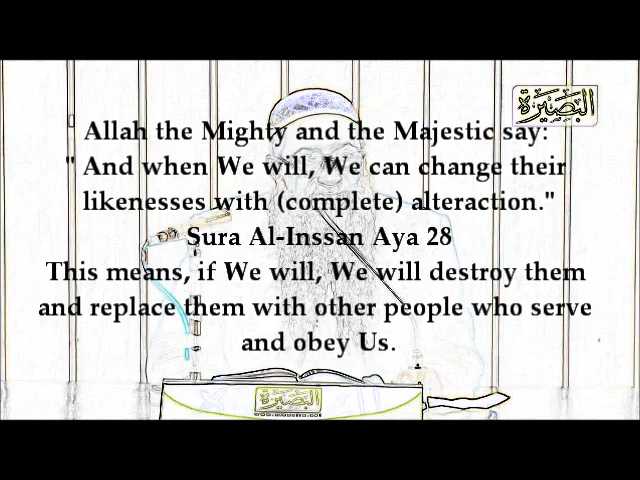 البصيرة
Allah the Mighty and the Majestic say:
" And when We will, We can change their
likenesses with (complete) alteraction."
Sura Al-Inssan Aya 28
This means, if We will, We will destroy them
and replace them with other people who serve
and obey Us.
البصيرة